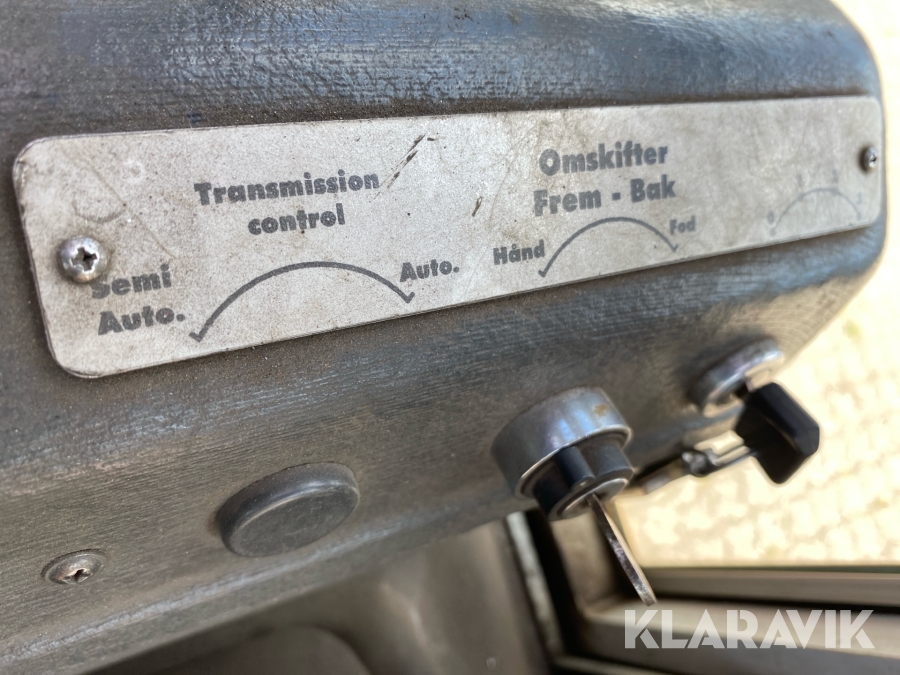 Transmission
control
Semi
Auto.
Auto.
Omskifter
Frem - Bak
Hånd
Fod
KLARAVIK